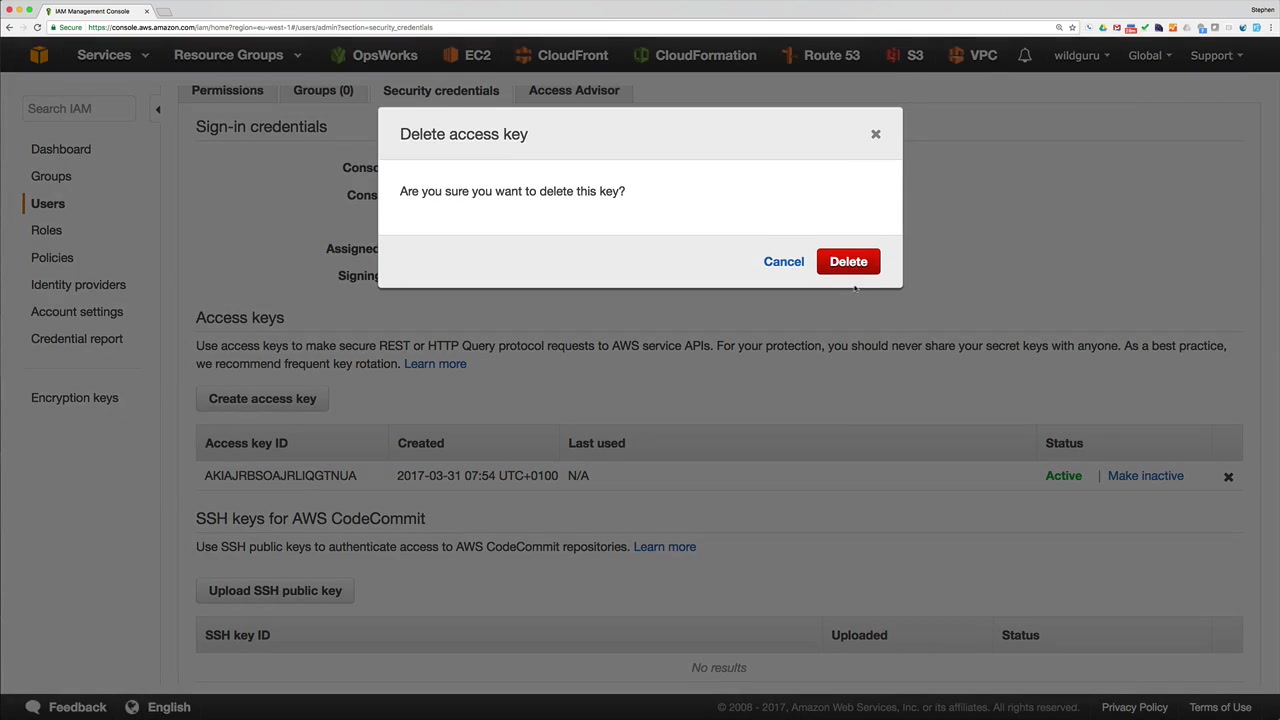 IAM Management Console
Stephen
Secure
https://console.aws.amazon.com/iam/home?region=eu-west-1#/users/admin?section=security_credentials
Services
Resource Groups
OpsWorks
EC2
CloudFront
CloudFormation
Route 53
S3
VPC
wildguru
Global
Support
Search IAM
Dashboard
Groups
Users
Roles
Policies
Identity providers
Account settings
Credential report
Encryption keys
Permissions
Groups (0)
Security credentials
Access Advisor
Sign-in credentials
Conso
Cons
Assigned
Signing
Delete access key
Are you sure you want to delete this key?
Cancel
Delete
Access keys
Use access keys to make secure REST or HTTP Query protocol requests to AWS service APIs. For your protection, you should never share your secret keys with anyone. As a best practice,
we recommend frequent key rotation. Learn more
Create access key
Access key ID
Created
Last used
Status
AKIAJRBSOAJRLIQGTNUA
2017-03-31 07:54 UTC+0100
N/A
Active
|
Make inactive
SSH keys for AWS CodeCommit
Use SSH public keys to authenticate access to AWS CodeCommit repositories. Learn more
Upload SSH public key
SSH key ID
Uploaded
Status
No results
Feedback
English
© 2008 - 2017, Amazon Web Services, Inc. or its affiliates. All rights reserved.
Privacy Policy
Terms of Use